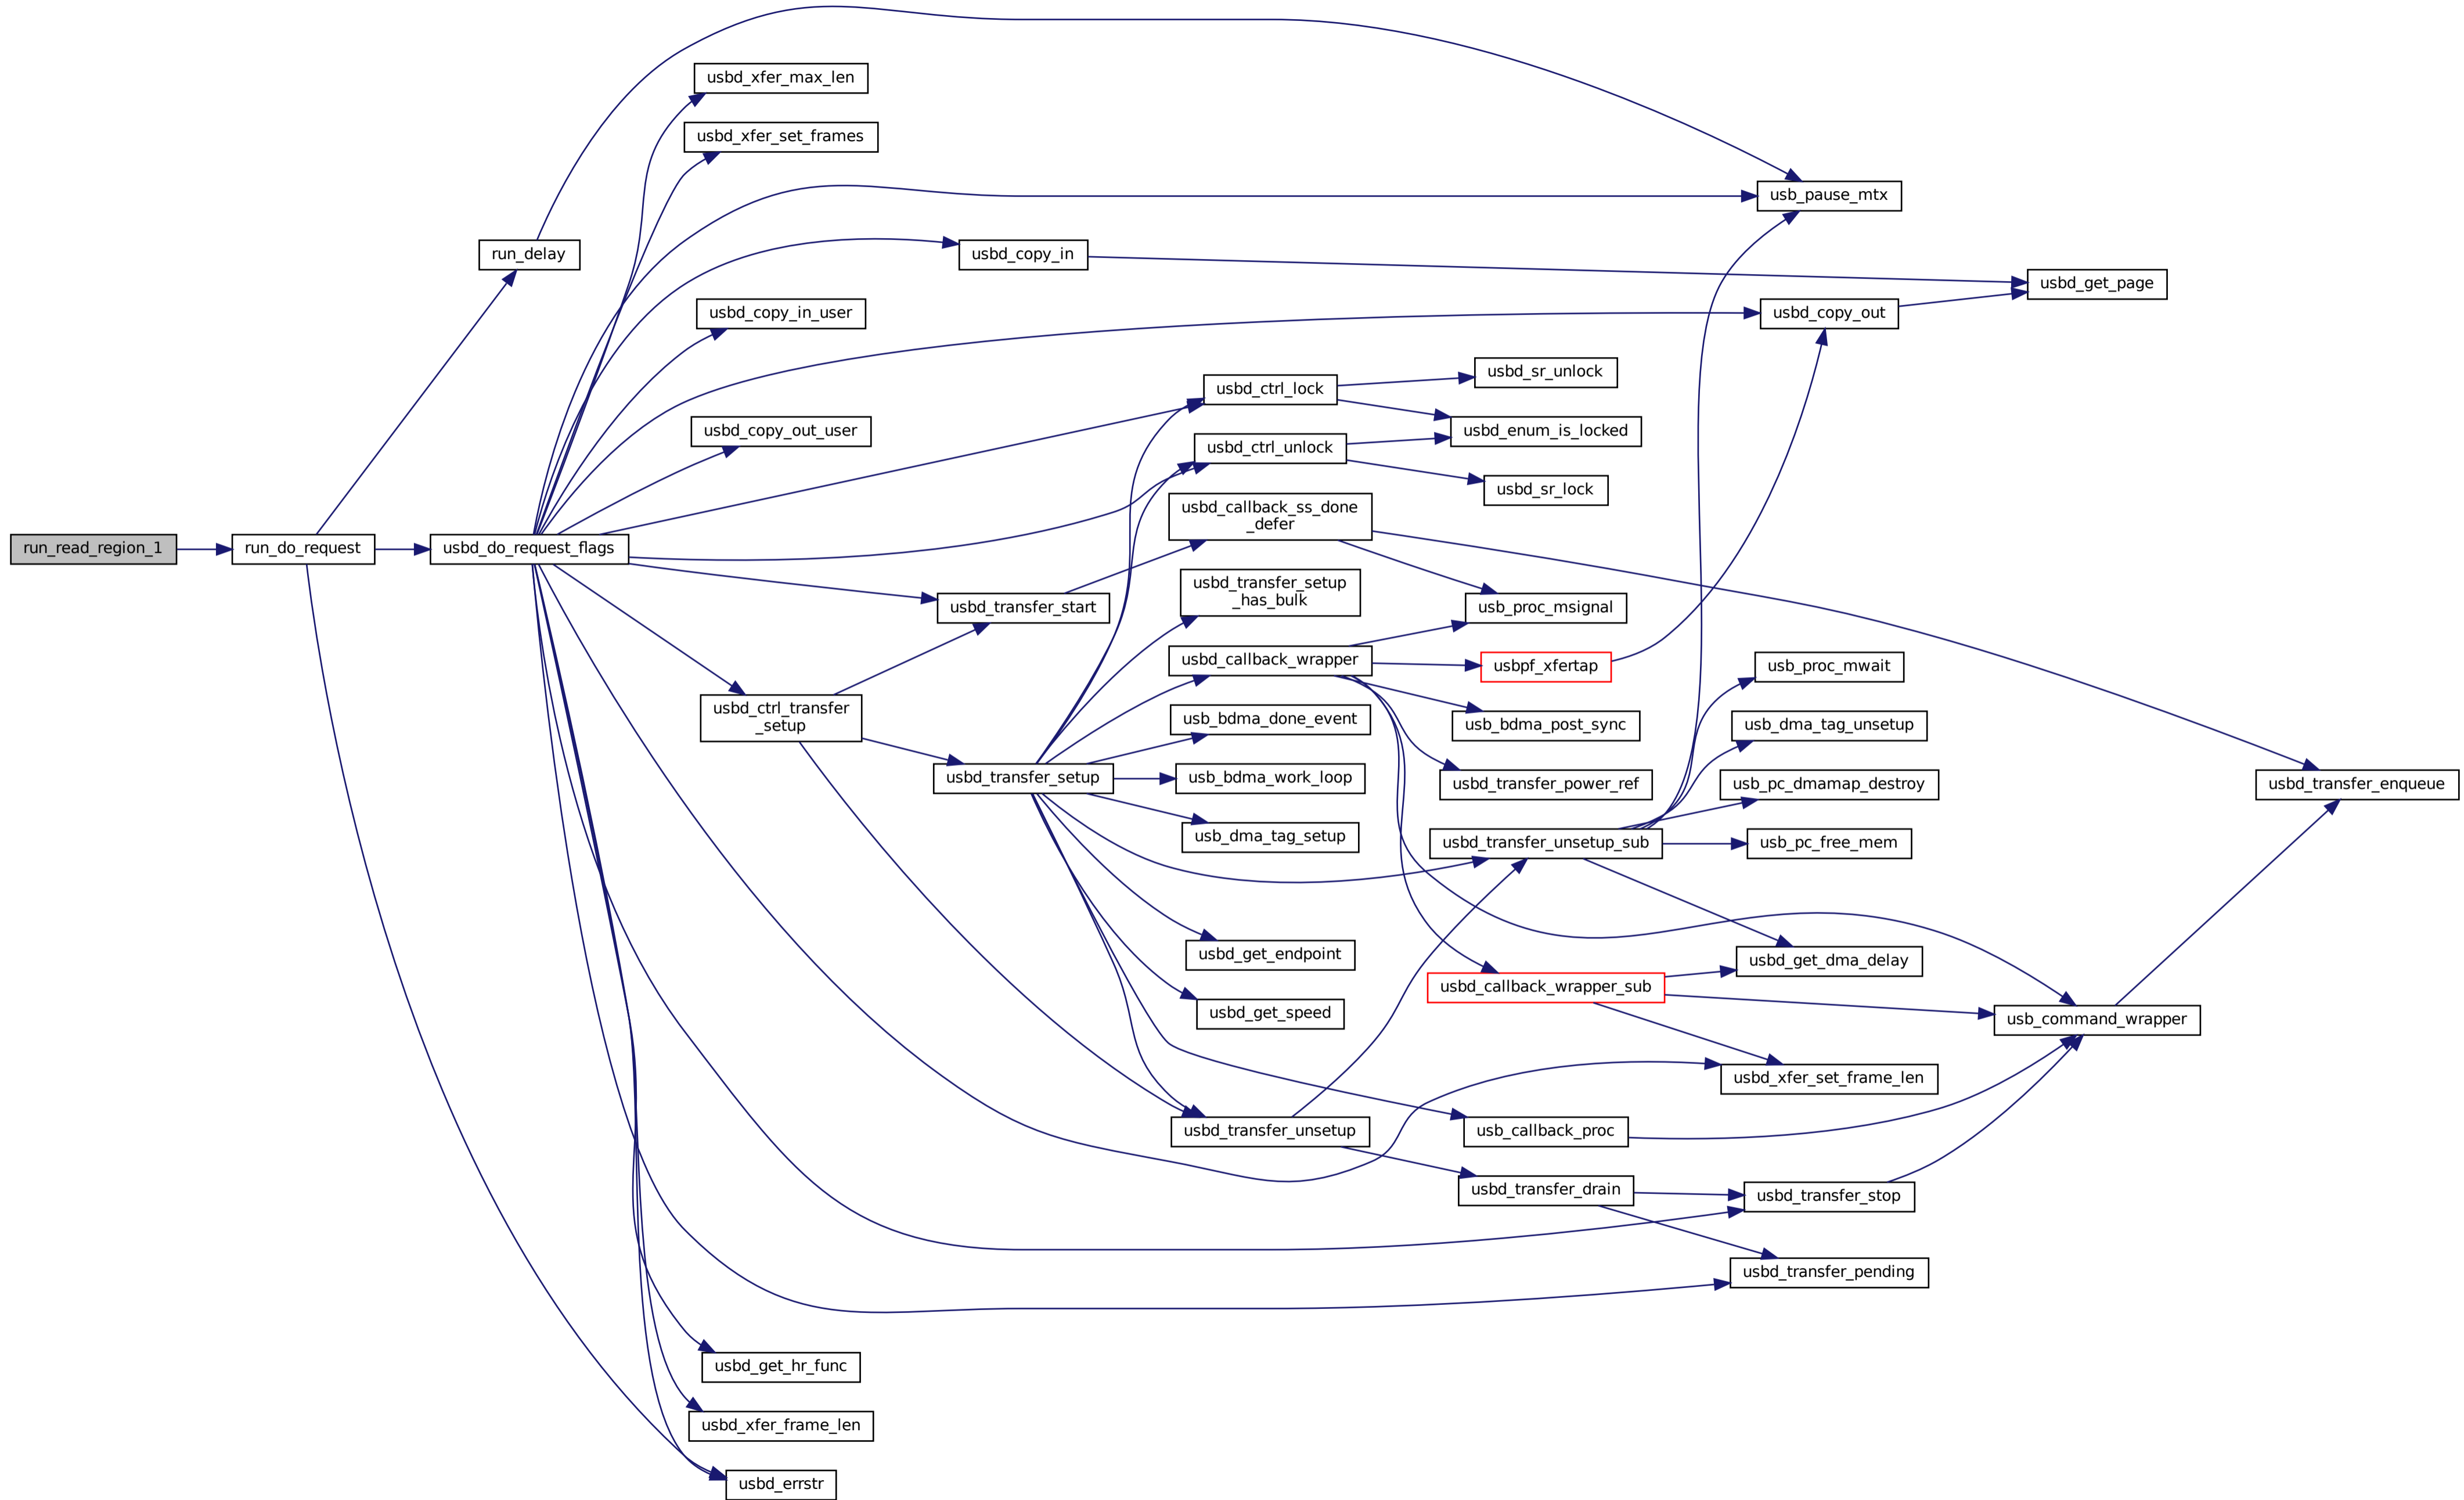 usbd_xfer_max_len
usbd_xfer_set_frames
usb_pause_mtx
run_delay
usbd_copy_in
usbd_get_page
usbd_copy_in_user
usbd_copy_out
usbd_sr_unlock
usbd_ctrl_lock
usbd_copy_out_user
usbd_enum_is_locked
usbd_ctrl_unlock
usbd_sr_lock
usbd_callback_ss_done
_defer
run_read_region_1
run_do_request
usbd_do_request_flags
usbd_transfer_setup
_has_bulk
usbd_transfer_start
usb_proc_msignal
usbd_callback_wrapper
usbpf_xfertap
usb_proc_mwait
usbd_ctrl_transfer
_setup
usb_bdma_done_event
usb_bdma_post_sync
usb_dma_tag_unsetup
usbd_transfer_setup
usb_bdma_work_loop
usbd_transfer_power_ref
usb_pc_dmamap_destroy
usbd_transfer_enqueue
usb_dma_tag_setup
usbd_transfer_unsetup_sub
usb_pc_free_mem
usbd_get_endpoint
usbd_get_dma_delay
usbd_callback_wrapper_sub
usbd_get_speed
usb_command_wrapper
usbd_xfer_set_frame_len
usbd_transfer_unsetup
usb_callback_proc
usbd_transfer_drain
usbd_transfer_stop
usbd_transfer_pending
usbd_get_hr_func
usbd_xfer_frame_len
usbd_errstr